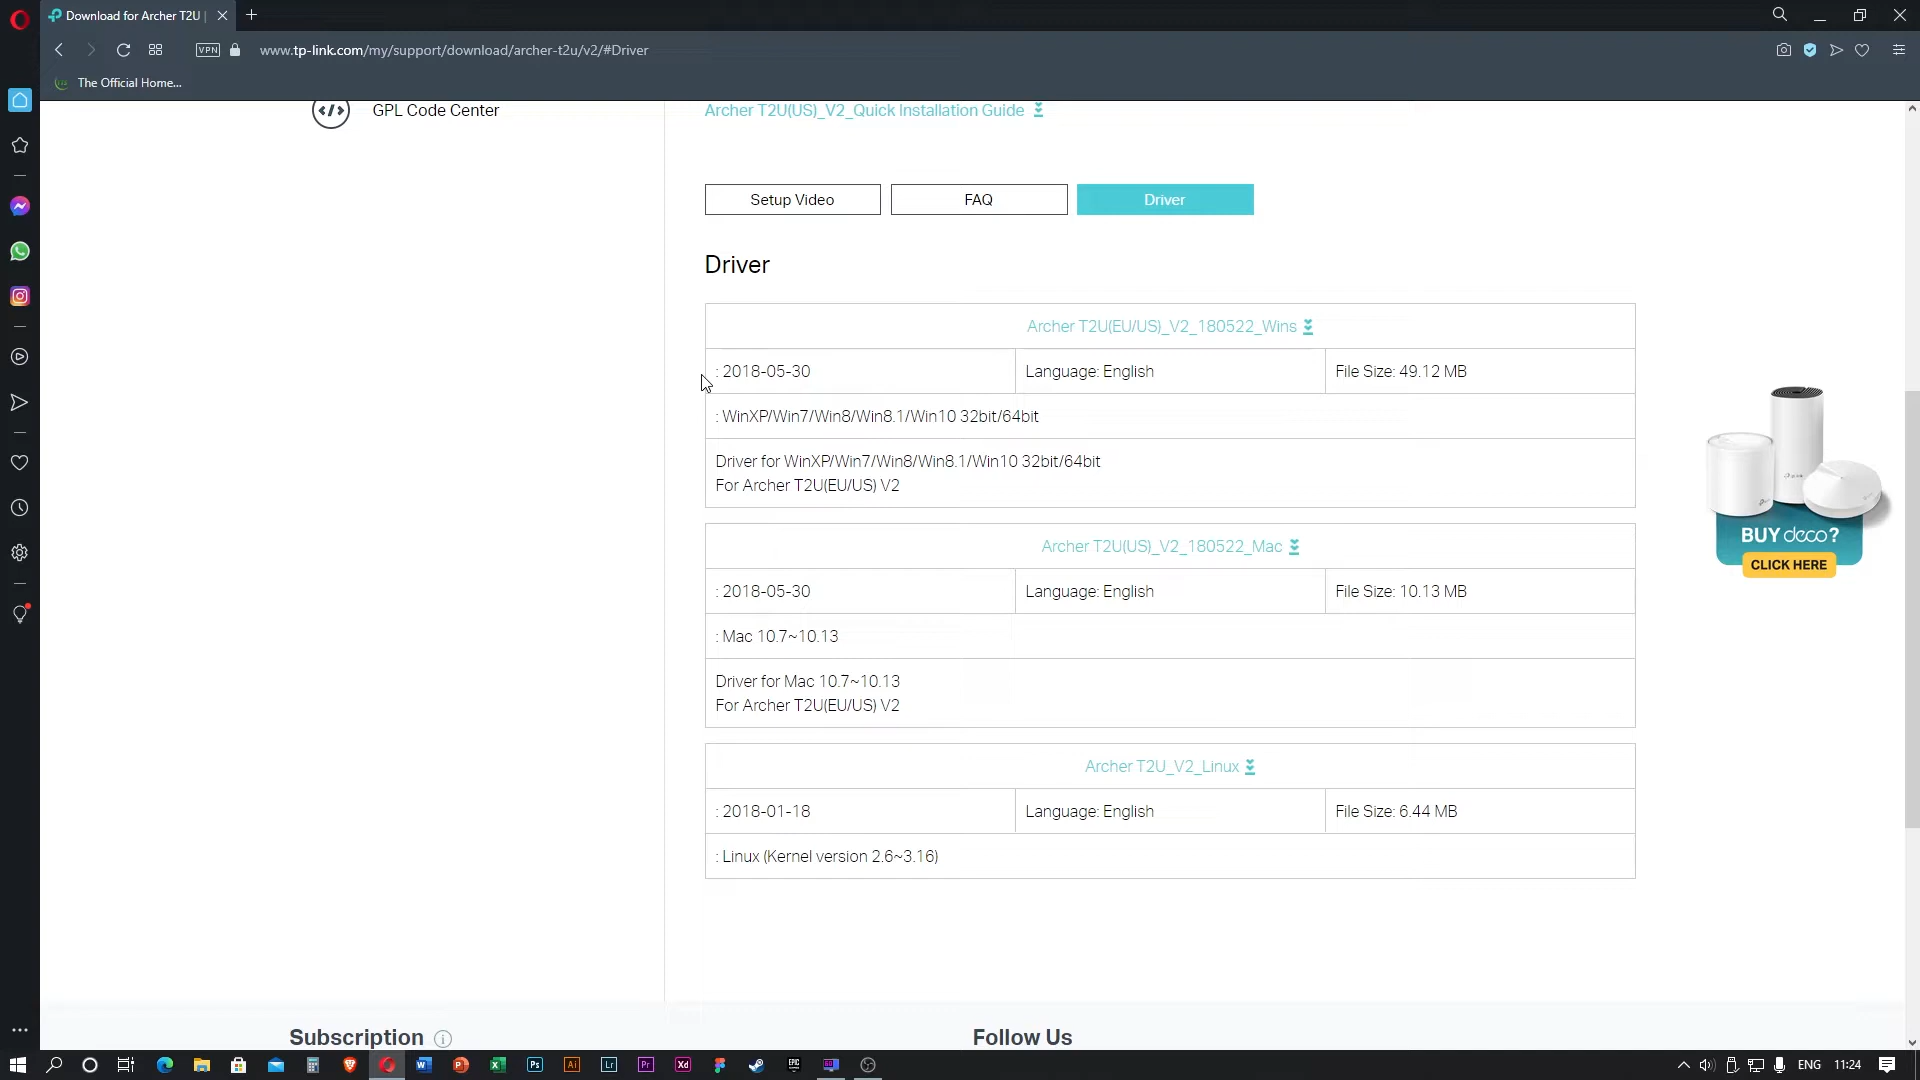 Download for Archer T2U |
VPN
www.tp-link.com/my/support/download/archer-t2u/v2/#Driver
The Official Home...
GPL Code Center
Archer T2U(US)_V2_Quick Installation Guide
Setup Video
FAQ
Driver
Driver
Archer T2U(EU/US)_V2_180522_Wins
: 2018-05-30
Language: English
File Size: 49.12 MB
: WinXP/Win7/Win8/Win8.1/Win10 32bit/64bit
Driver for WinXP/Win7/Win8/Win8.1/Win10 32bit/64bit
For Archer T2U(EU/US) V2
Archer T2U(US)_V2_180522_Mac
: 2018-05-30
Language: English
File Size: 10.13 MB
: Mac 10.7~10.13
Driver for Mac 10.7~10.13
For Archer T2U(EU/US) V2
Archer T2U_V2_Linux
: 2018-01-18
Language: English
File Size: 6.44 MB
: Linux (Kernel version 2.6~3.16)
BUY deco?
CLICK HERE
Subscription
Follow Us
Ps
Ai
Lr
Pr
Xd
ENG
11:24